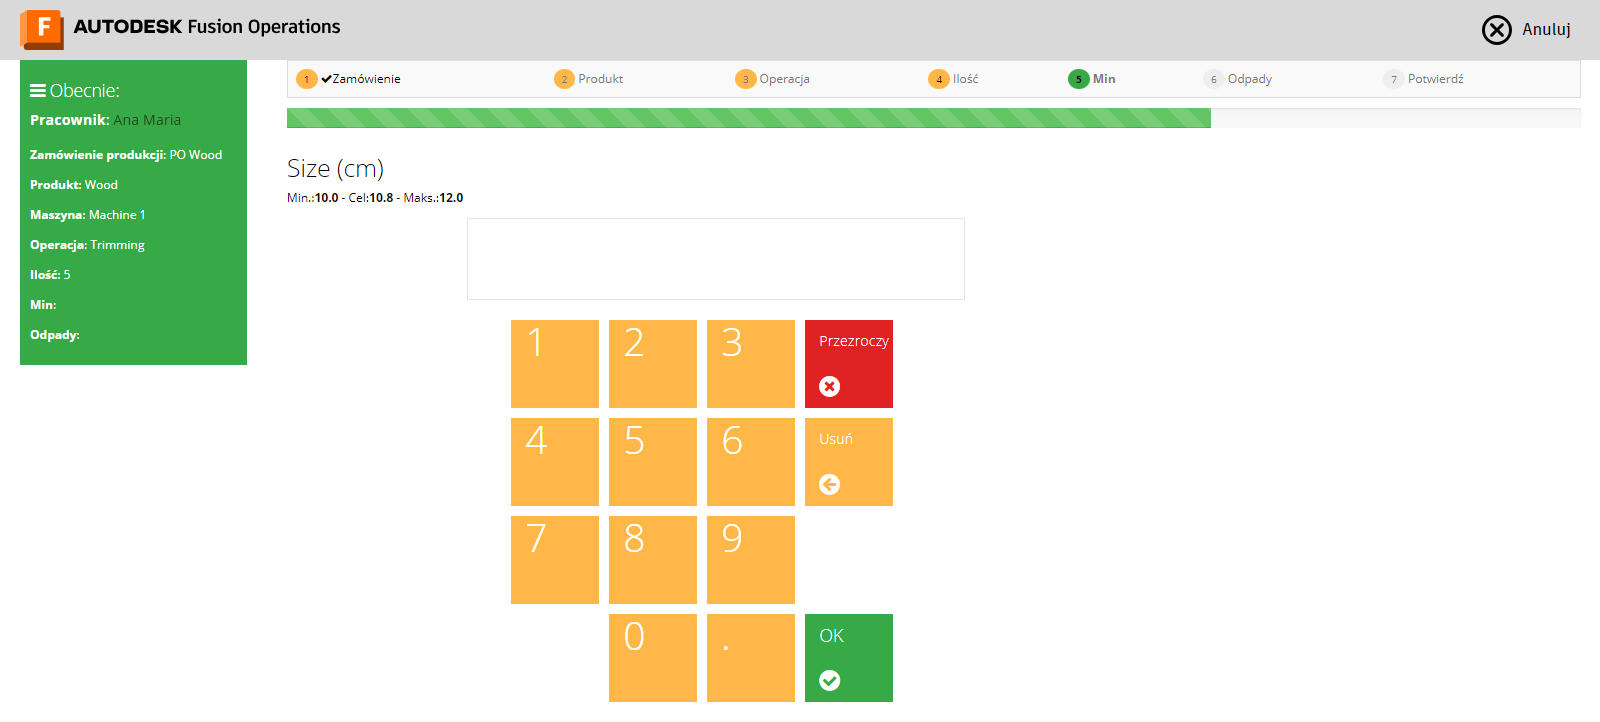 F AUTODESK Fusion Operations
Anuluj
Obecnie:
Pracownik: Ana Maria
Zamówienie produkcji: PO Wood
Produkt: Wood
Maszyna: Machine 1
Operacja: Trimming
Ilość: 5
Min:
Odpady:
1 Zamówienie 2 Produkt 3 Operacja 4 Ilość 5 Min 6 Odpady 7 Potwierdź
Size (cm)
Min.:10.0 - Cel:10.8 - Maks.:12.0
1 2 3 Przezroczy
4 5 6 Usuń
7 8 9
0 . OK